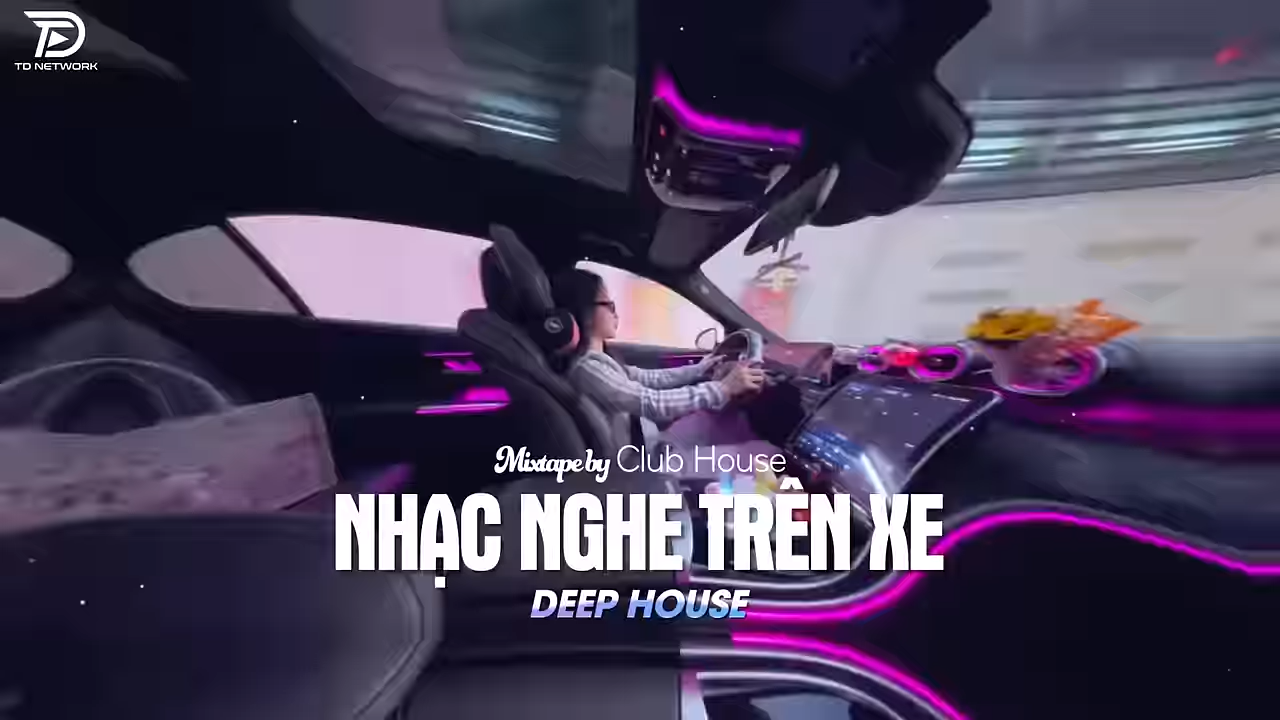 TD NETWORK
Mixtape by Club House
NHẠC NGHE TRÊN XE
DEEP HOUSE